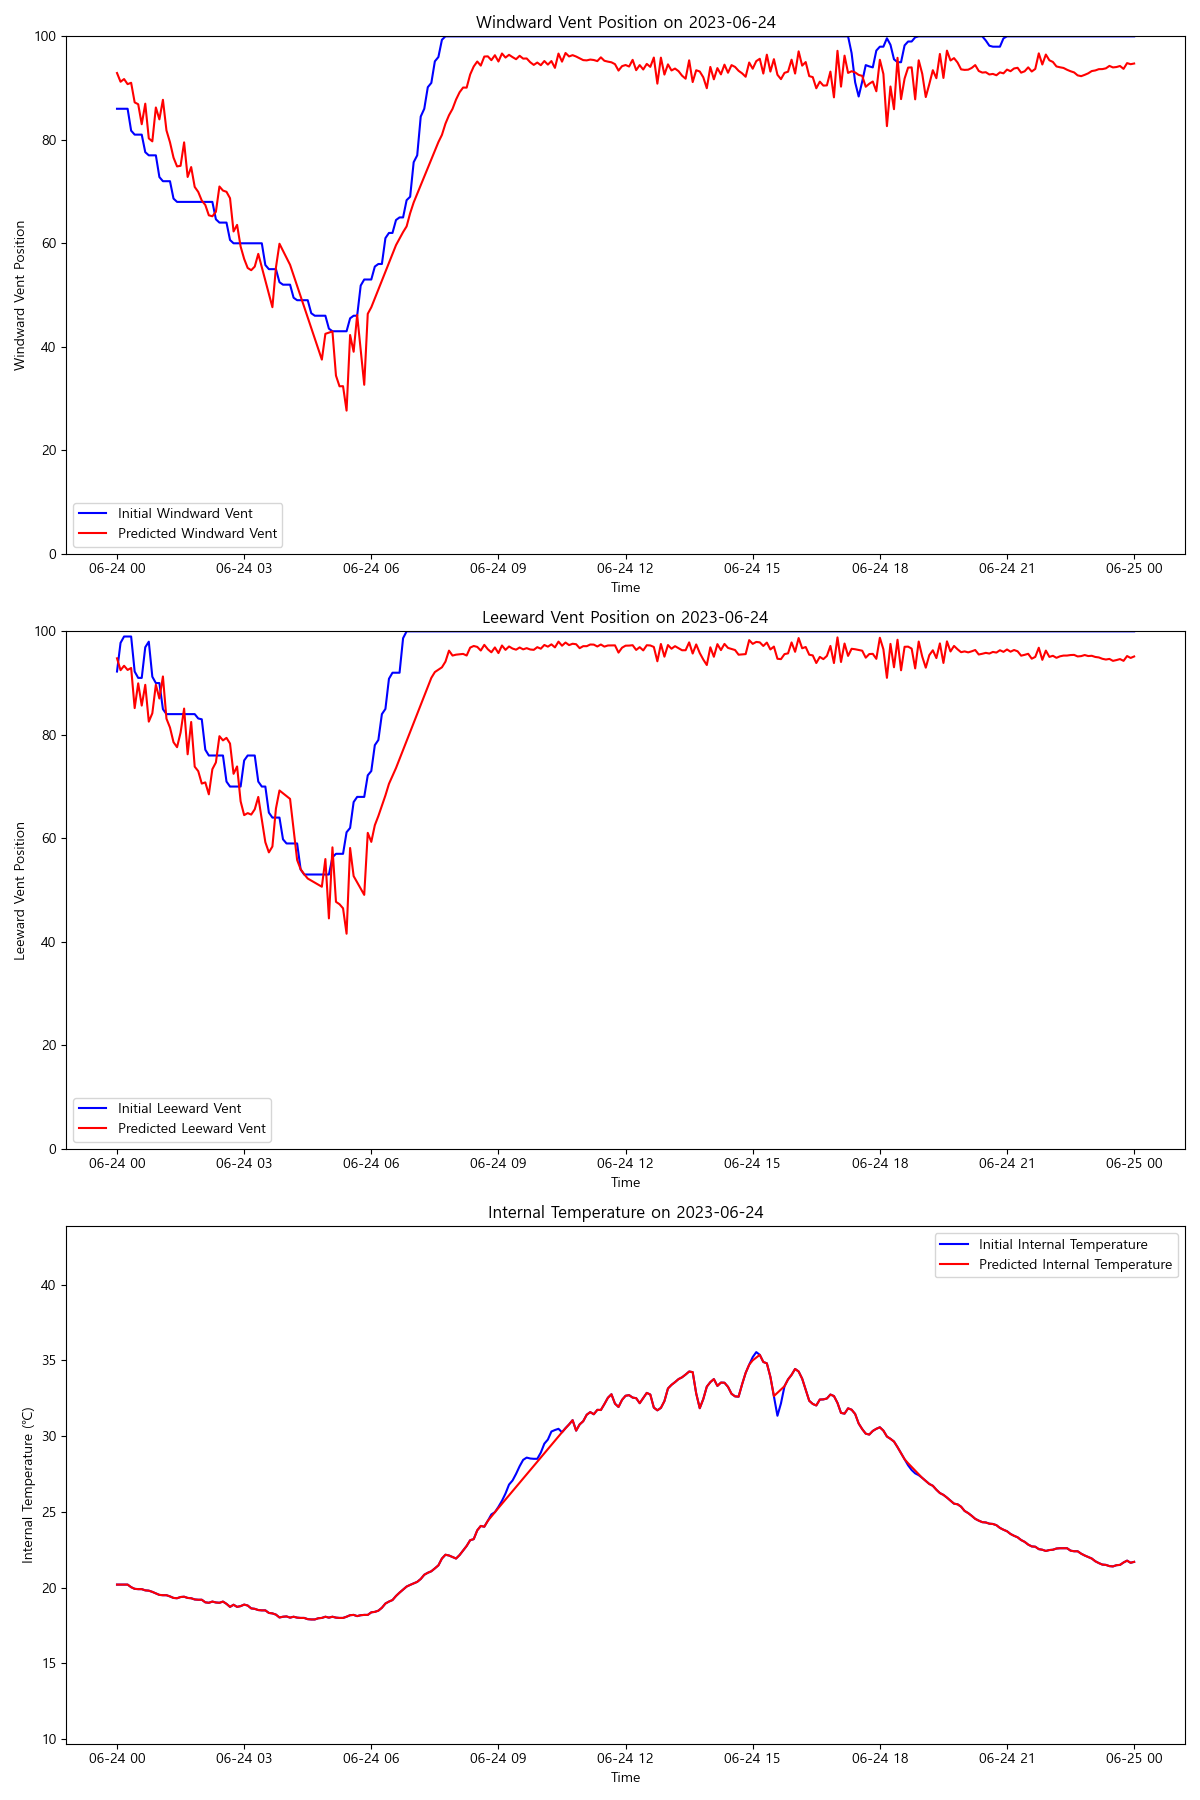 Windward Vent Position on 2023-06-24
100
80
60
40
20
0
Windward Vent Position
Initial Windward Vent
Predicted Windward Vent
06-24 00 06-24 03 06-24 06 06-24 09 06-24 12 06-24 15 06-24 18 06-24 21 06-25 00
Time
Leeward Vent Position on 2023-06-24
100
80
60
40
20
0
Leeward Vent Position
Initial Leeward Vent
Predicted Leeward Vent
06-24 00 06-24 03 06-24 06 06-24 09 06-24 12 06-24 15 06-24 18 06-24 21 06-25 00
Time
Internal Temperature on 2023-06-24
Initial Internal Temperature
Predicted Internal Temperature
40
35
30
25
20
15
10
Internal Temperature (℃)
06-24 00 06-24 03 06-24 06 06-24 09 06-24 12 06-24 15 06-24 18 06-24 21 06-25 00
Time